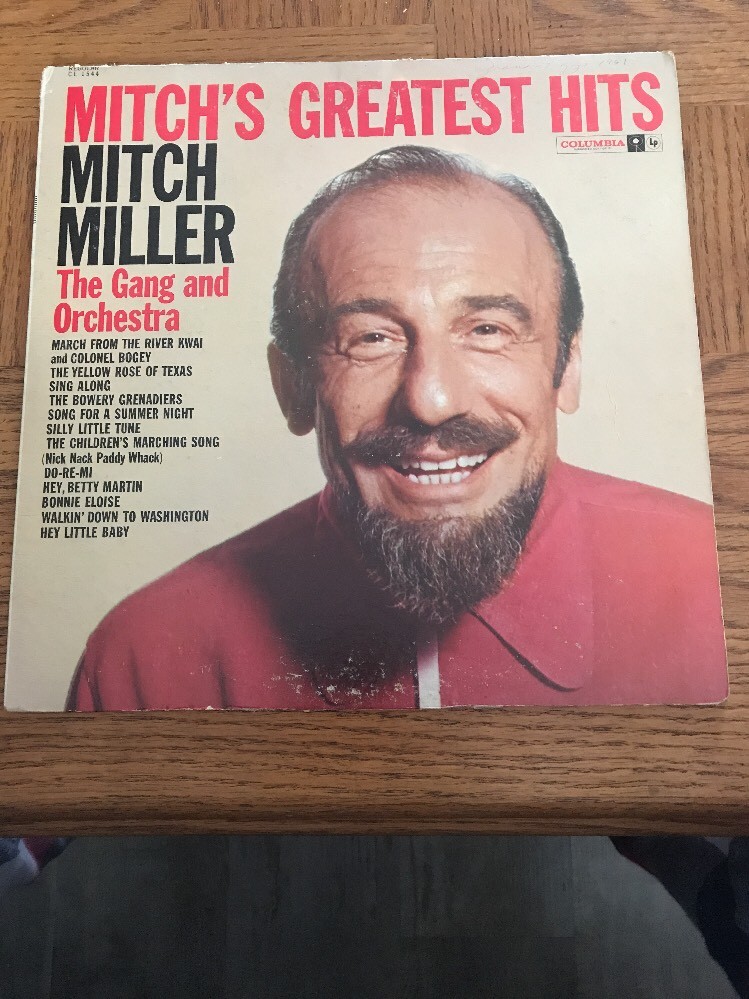 REGULAR
CL 1544
MITCH'S GREATEST HITS
COLUMBIA Lp
MITCH
MILLER
The Gang and
Orchestra
MARCH FROM THE RIVER KWAI
and COLONEL BOGEY
THE YELLOW ROSE OF TEXAS
SING ALONG
THE BOWERY GRENADIERS
SONG FOR A SUMMER NIGHT
SILLY LITTLE TUNE
THE CHILDREN'S MARCHING SONG
(Nick Nack Paddy Whack)
DO-RE-MI
HEY, BETTY MARTIN
BONNIE ELOISE
WALKIN' DOWN TO WASHINGTON
HEY LITTLE BABY